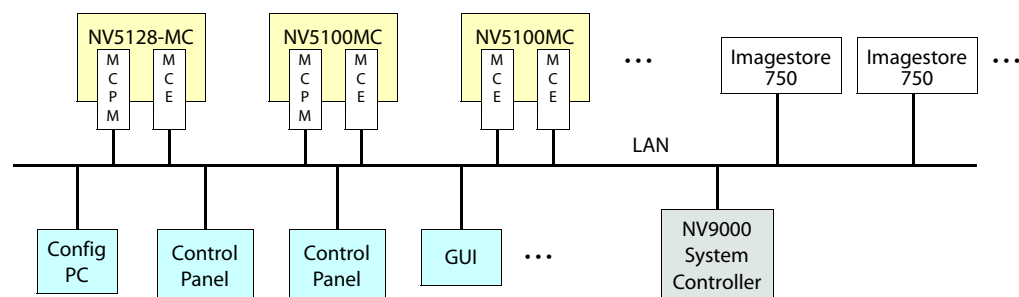 NV5128-MC
M
C
P
M
M
C
E
NV5100MC
M
C
P
M
M
C
E
NV5100MC
M
C
E
M
C
E
...
Imagestore
750
Imagestore
750
...
LAN
Config
PC
Control
Panel
Control
Panel
GUI
...
NV9000
System
Controller